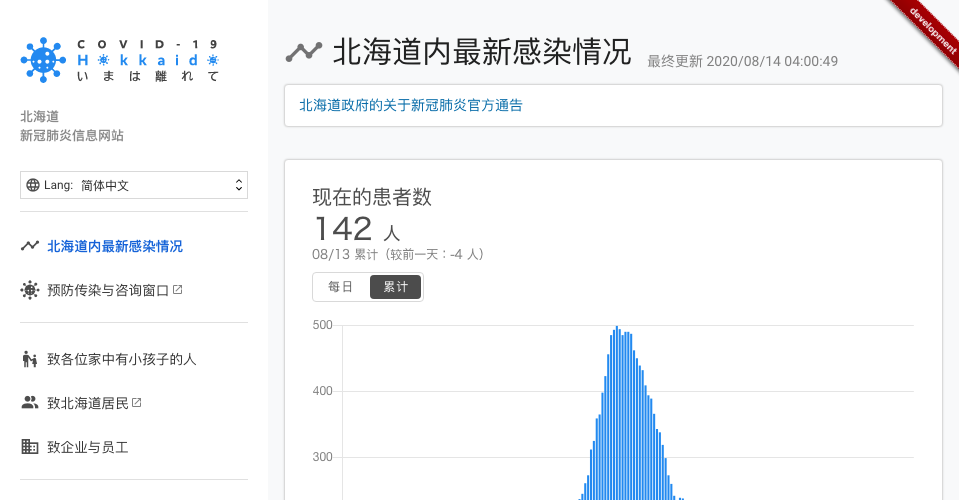 COVID-19
Hokkaido
いまは離れて
北海道
新冠肺炎信息网站
Lang: 简体中文
北海道内最新感染情况
预防传染与咨询窗口
致各位家中有小孩子的人
致北海道居民
致企业与员工
北海道内最新感染情况 最终更新 2020/08/14 04:00:49
development
北海道政府的关于新冠肺炎官方通告
现在的患者数
142 人
08/13 累计（较前一天：-4 人）
每日 累计
500
400
300